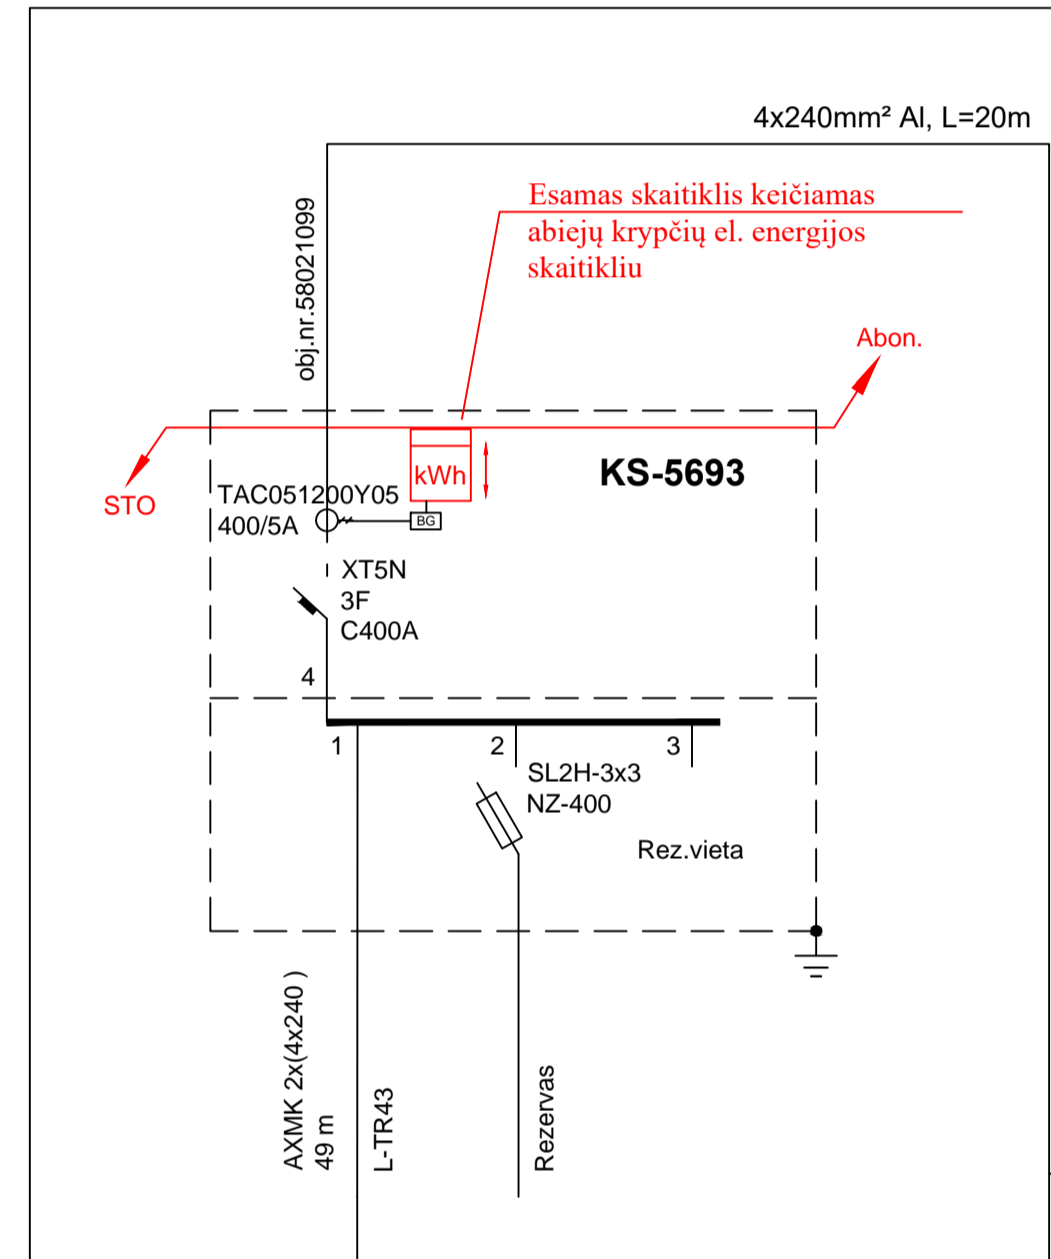 4x240mm² Al, L=20m
Esamas skaitiklis keičiamas
abiejų krypčių el. energijos
skaitikliu
obj.nr.58021099
Abon.
STO
kWh
KS-5693
TAC051200Y05
400/5A
BG
XT5N
3F
C400A
4
1
2
3
SL2H-3x3
NZ-400
Rez.vieta
AXMK 2x(4x240 )
49 m
L-TR43
Rezervas